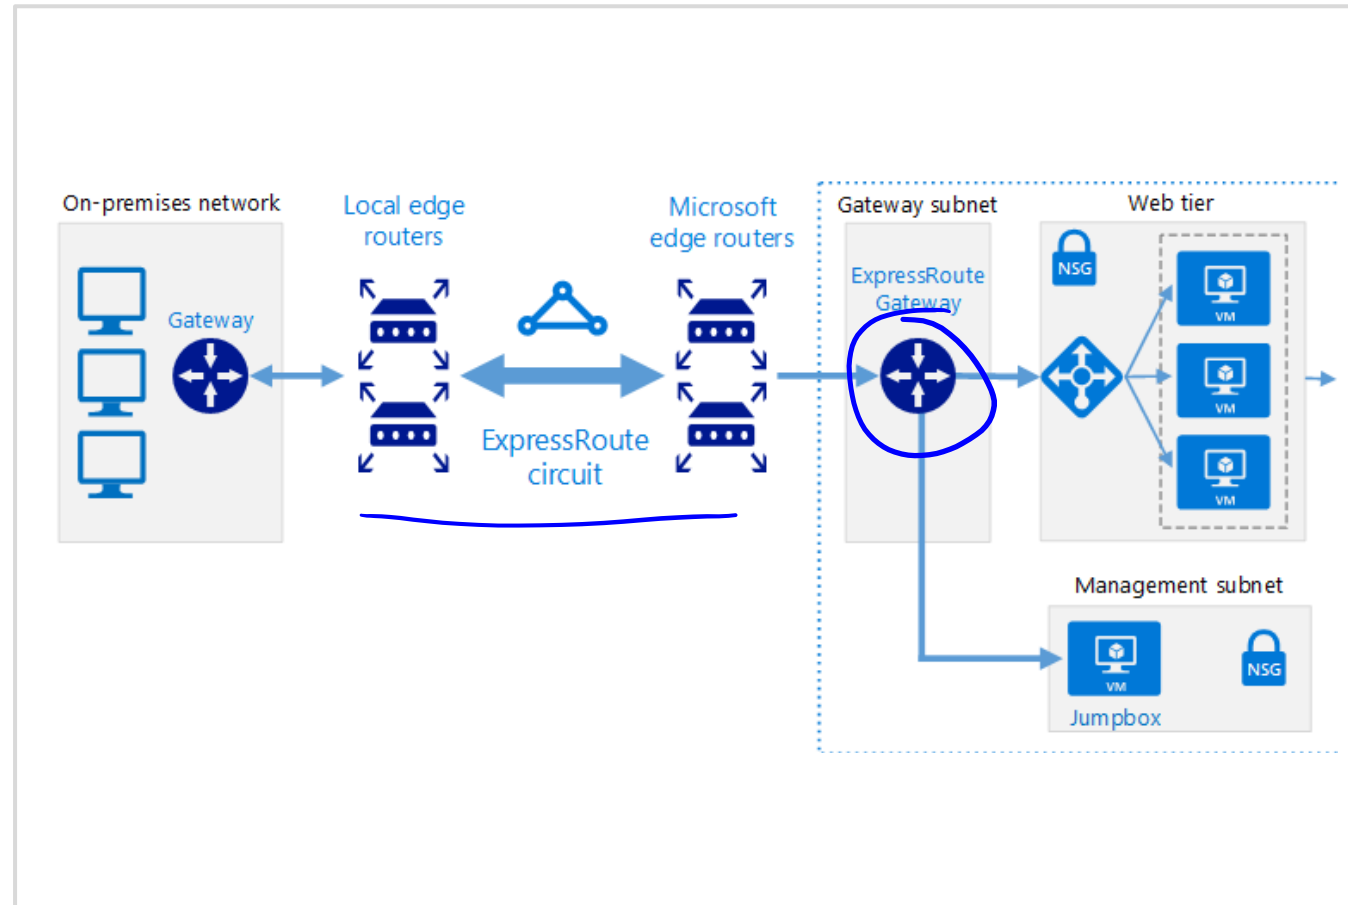 On-premises network
Gateway
Local edge
routers
ExpressRoute
circuit
Microsoft
edge routers
Gateway subnet
ExpressRoute
Gateway
Web tier
NSG
VM
VM
VM
Management subnet
VM
Jumpbox
NSG